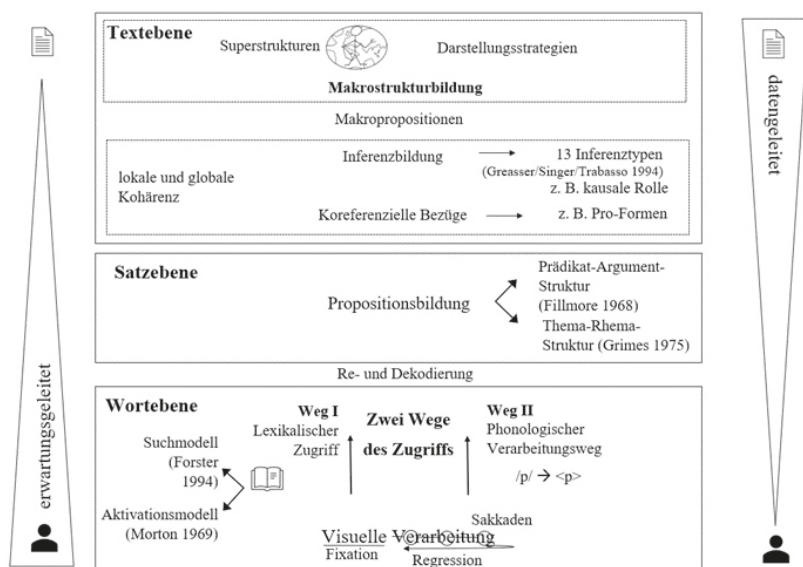 Textebene
Superstrukturen
Darstellungsstrategien
Makrostrukturbildung
Makropropositionen
lokale und globale
Kohärenz
Inferenzbildung
13 Inferenztypen
(Greasser/Singer/Trabasso 1994)
z. B. kausale Rolle
Koreferenzielle Bezüge
z. B. Pro-Formen
Satzebene
Propositionsbildung
Prädikat-Argument-
Struktur
(Fillmore 1968)
Thema-Rhema-
Struktur (Grimes 1975)
Re- und Dekodierung
Wortebene
Suchmodell
(Forster
1994)
Aktivationsmodell
(Morton 1969)
Weg I
Lexikalischer
Zugriff
Zwei Wege
des Zugriffs
Weg II
Phonologischer
Verarbeitungsweg
/p/ → <p>
Sakkaden
Visuelle Verarbeitung
Fixation
Regression
erwartungsgeleitet
datengeleitet